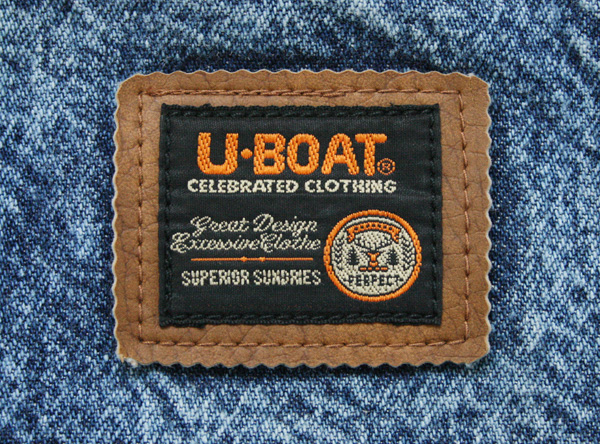 U·BOAT®
CELEBRATED CLOTHING
Great Design
Excessive Clothe
SUPERIOR SUNDRIES
PERFECT